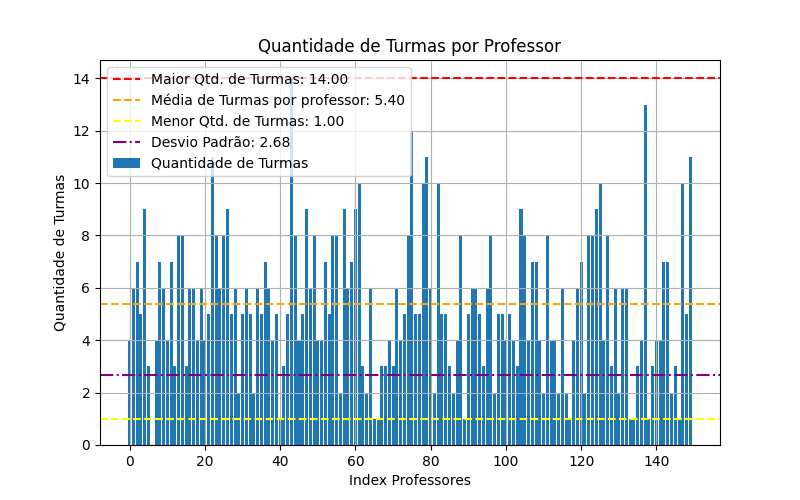 Quantidade de Turmas por Professor
Maior Qtd. de Turmas: 14.00
Média de Turmas por professor: 5.40
Menor Qtd. de Turmas: 1.00
Desvio Padrão: 2.68
Quantidade de Turmas
Quantidade de Turmas
14
12
10
8
6
4
2
0
0 20 40 60 80 100 120 140
Index Professores